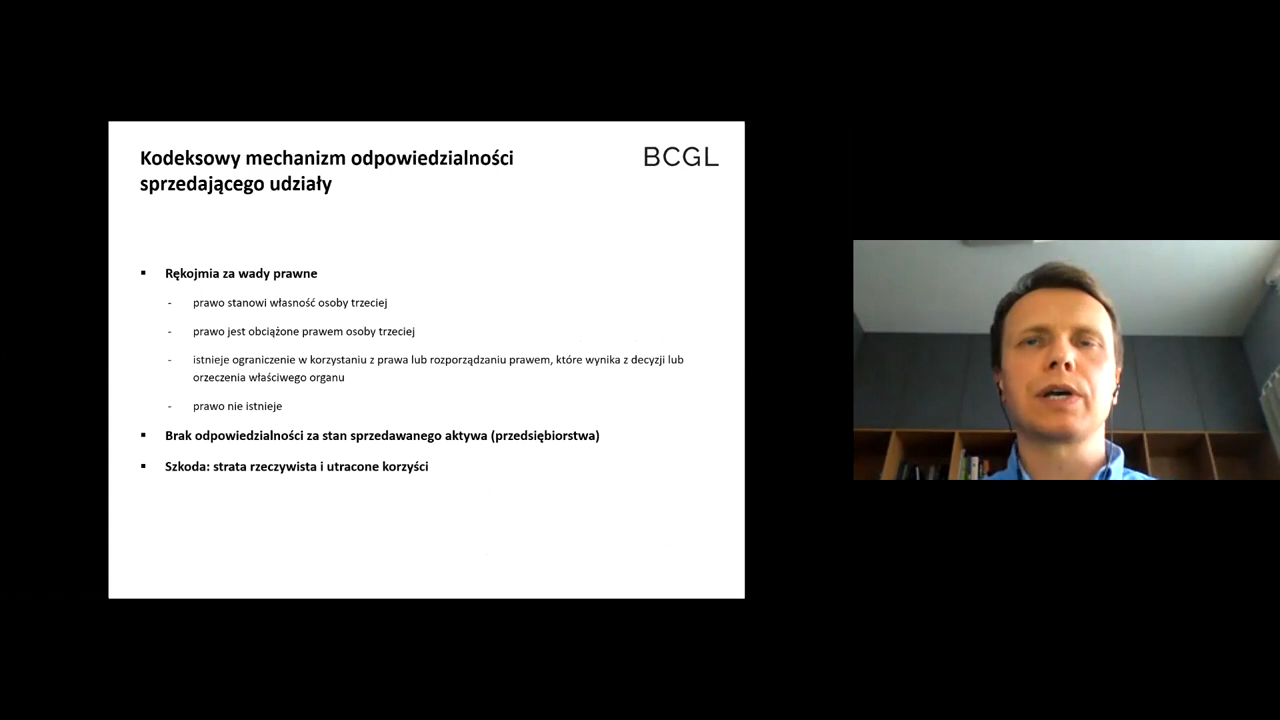 Kodeksowy mechanizm odpowiedzialności
sprzedającego udziały
BCGL
▪ Rękojmia za wady prawne
- prawo stanowi własność osoby trzeciej
- prawo jest obciążone prawem osoby trzeciej
- istnieje ograniczenie w korzystaniu z prawa lub rozporządzaniu prawem, które wynika z decyzji lub
orzeczenia właściwego organu
- prawo nie istnieje
▪ Brak odpowiedzialności za stan sprzedawanego aktywa (przedsiębiorstwa)
▪ Szkoda: strata rzeczywista i utracone korzyści